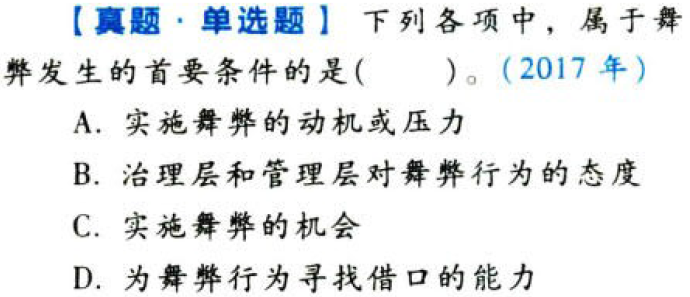 【真题·单选题】 下列各项中，属于舞
弊发生的首要条件的是(　　)。(2017 年)
A. 实施舞弊的动机或压力
B. 治理层和管理层对舞弊行为的态度
C. 实施舞弊的机会
D. 为舞弊行为寻找借口的能力